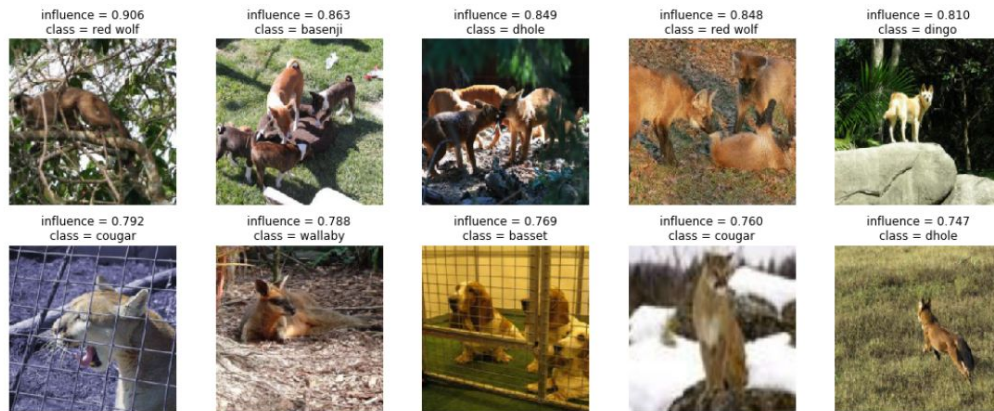 influence = 0.906
class = red wolf
influence = 0.863
class = basenji
influence = 0.849
class = dhole
influence = 0.848
class = red wolf
influence = 0.810
class = dingo
influence = 0.792
class = cougar
influence = 0.788
class = wallaby
influence = 0.769
class = basset
influence = 0.760
class = cougar
influence = 0.747
class = dhole